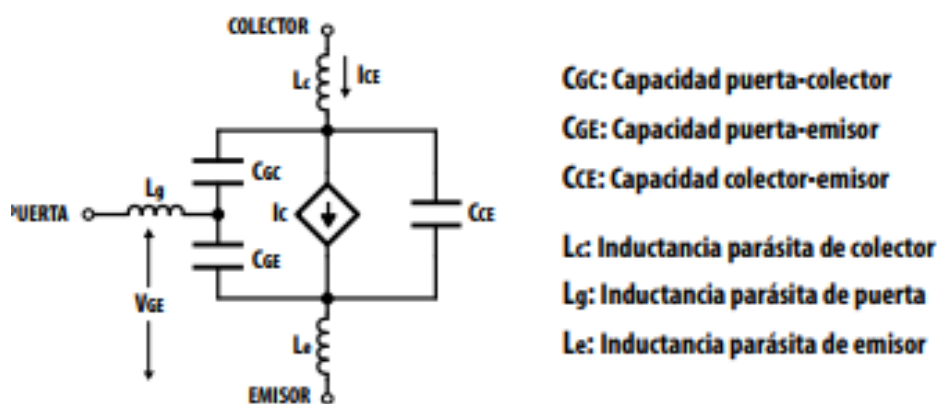 COLECTOR
Lc
ICE
CGC
Lg
PUERTA
IC
CCE
CGE
VGE
Le
EMISOR
CGC: Capacidad puerta-colector
CGE: Capacidad puerta-emisor
CCE: Capacidad colector-emisor
Lc: Inductancia parásita de colector
Lg: Inductancia parásita de puerta
Le: Inductancia parásita de emisor